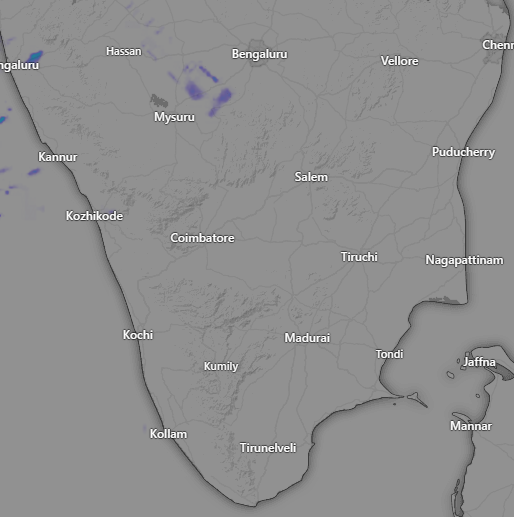 Chenn
Hassan
Bengaluru
Vellore
ngaluru
Mysuru
Puducherry
Kannur
Salem
Kozhikode
Coimbatore
Tiruchi
Nagapattinam
Kochi
Madurai
Tondi
Jaffna
Kumily
Mannar
Kollam
Tirunelveli